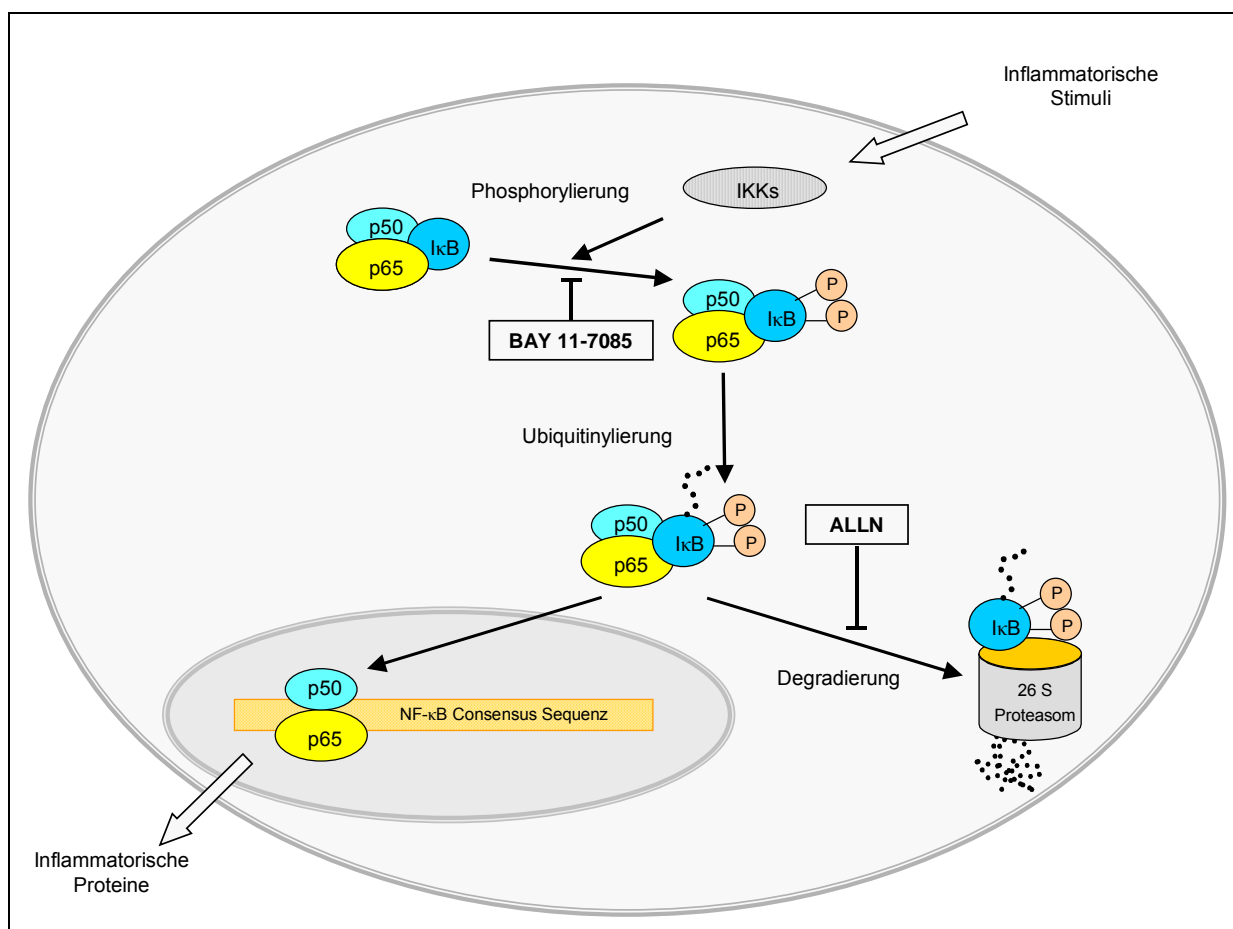 Inflammatorische
Stimuli
Phosphorylierung
IKKs
p50
IκB
p65
p50
IκB
p65
P
P
BAY 11-7085
Ubiquitinylierung
p50
IκB
p65
P
P
ALLN
P
P
IκB
Degradierung
26 S
Proteasom
p50
NF-κB Consensus Sequenz
p65
Inflammatorische
Proteine